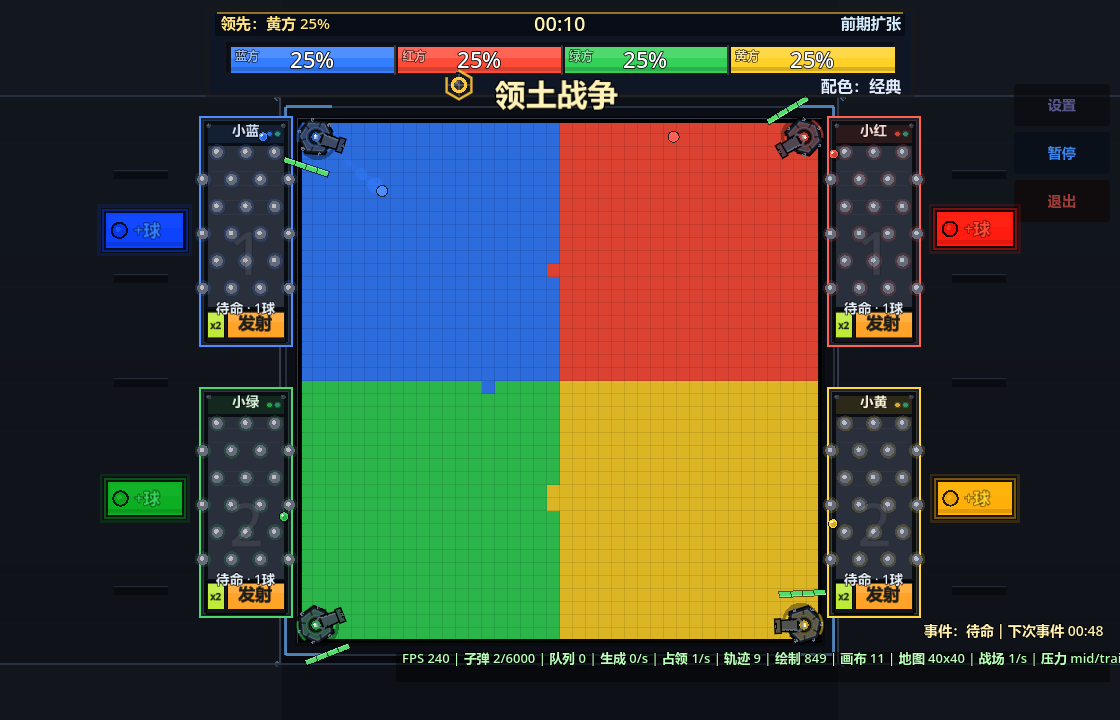 领先：黄方 25%
00:10
前期扩张
蓝方 25%
红方 25%
绿方 25%
黄方 25%
领土战争
配色：经典
设置
暂停
退出
小蓝
1
待命 · 1球
x2 发射
+球
小红
1
待命 · 1球
x2 发射
+球
小绿
2
待命 · 1球
x2 发射
+球
小黄
2
待命 · 1球
x2 发射
+球
事件：待命 | 下次事件 00:48
FPS 240 | 子弹 2/6000 | 队列 0 | 生成 0/s | 占领 1/s | 轨迹 9 | 绘制 849 | 画布 11 | 地图 40x40 | 战场 1/s | 压力 mid/trai